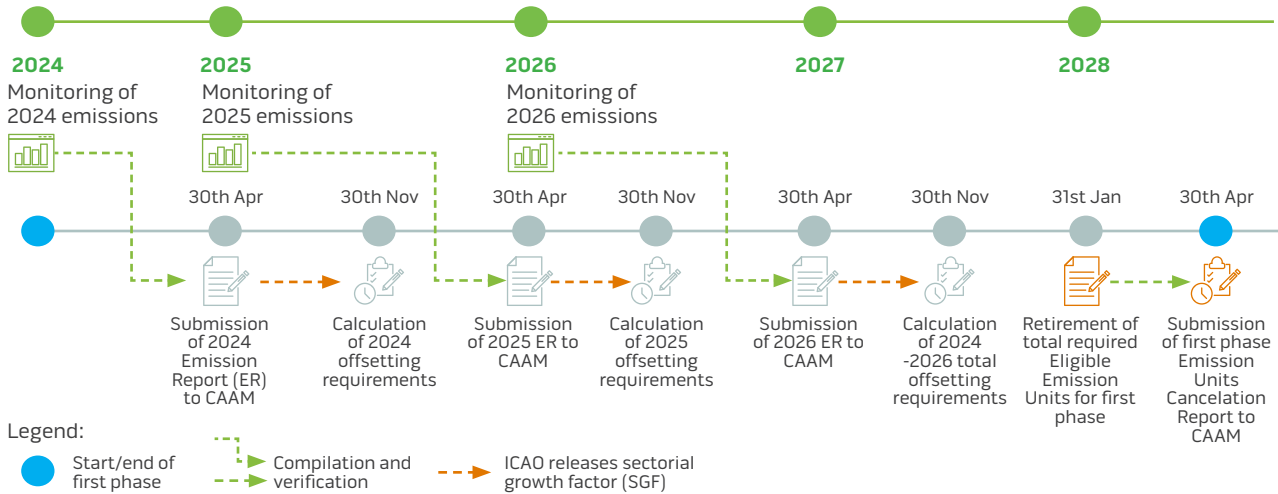 2024
2025
2026
2027
2028
Monitoring of
2024 emissions
Monitoring of
2025 emissions
Monitoring of
2026 emissions
30th Apr
30th Nov
30th Apr
30th Nov
30th Apr
30th Nov
31st Jan
30th Apr
Submission
of 2024
Emission
Report (ER)
to CAAM
Calculation
of 2024
offsetting
requirements
Submission
of 2025 ER to
CAAM
Calculation
of 2025
offsetting
requirements
Submission
of 2026 ER to
CAAM
Calculation
of 2024
-2026 total
offsetting
requirements
Retirement of
total required
Eligible
Emission
Units for first
phase
Submission
of first phase
Emission
Units
Cancelation
Report to
CAAM
Legend:
Start/end of
first phase
Compilation and
verification
ICAO releases sectorial
growth factor (SGF)